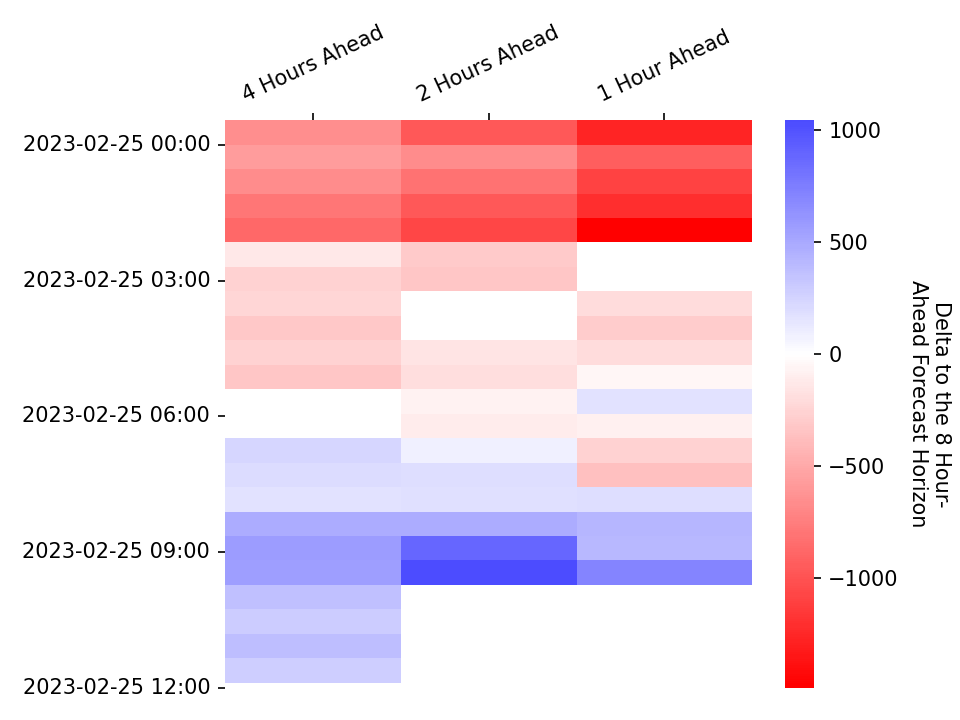 4 Hours Ahead
2 Hours Ahead
1 Hour Ahead
2023-02-25 00:00
2023-02-25 03:00
2023-02-25 06:00
2023-02-25 09:00
2023-02-25 12:00
1000
500
0
−500
−1000
Delta to the 8 Hour-
Ahead Forecast Horizon